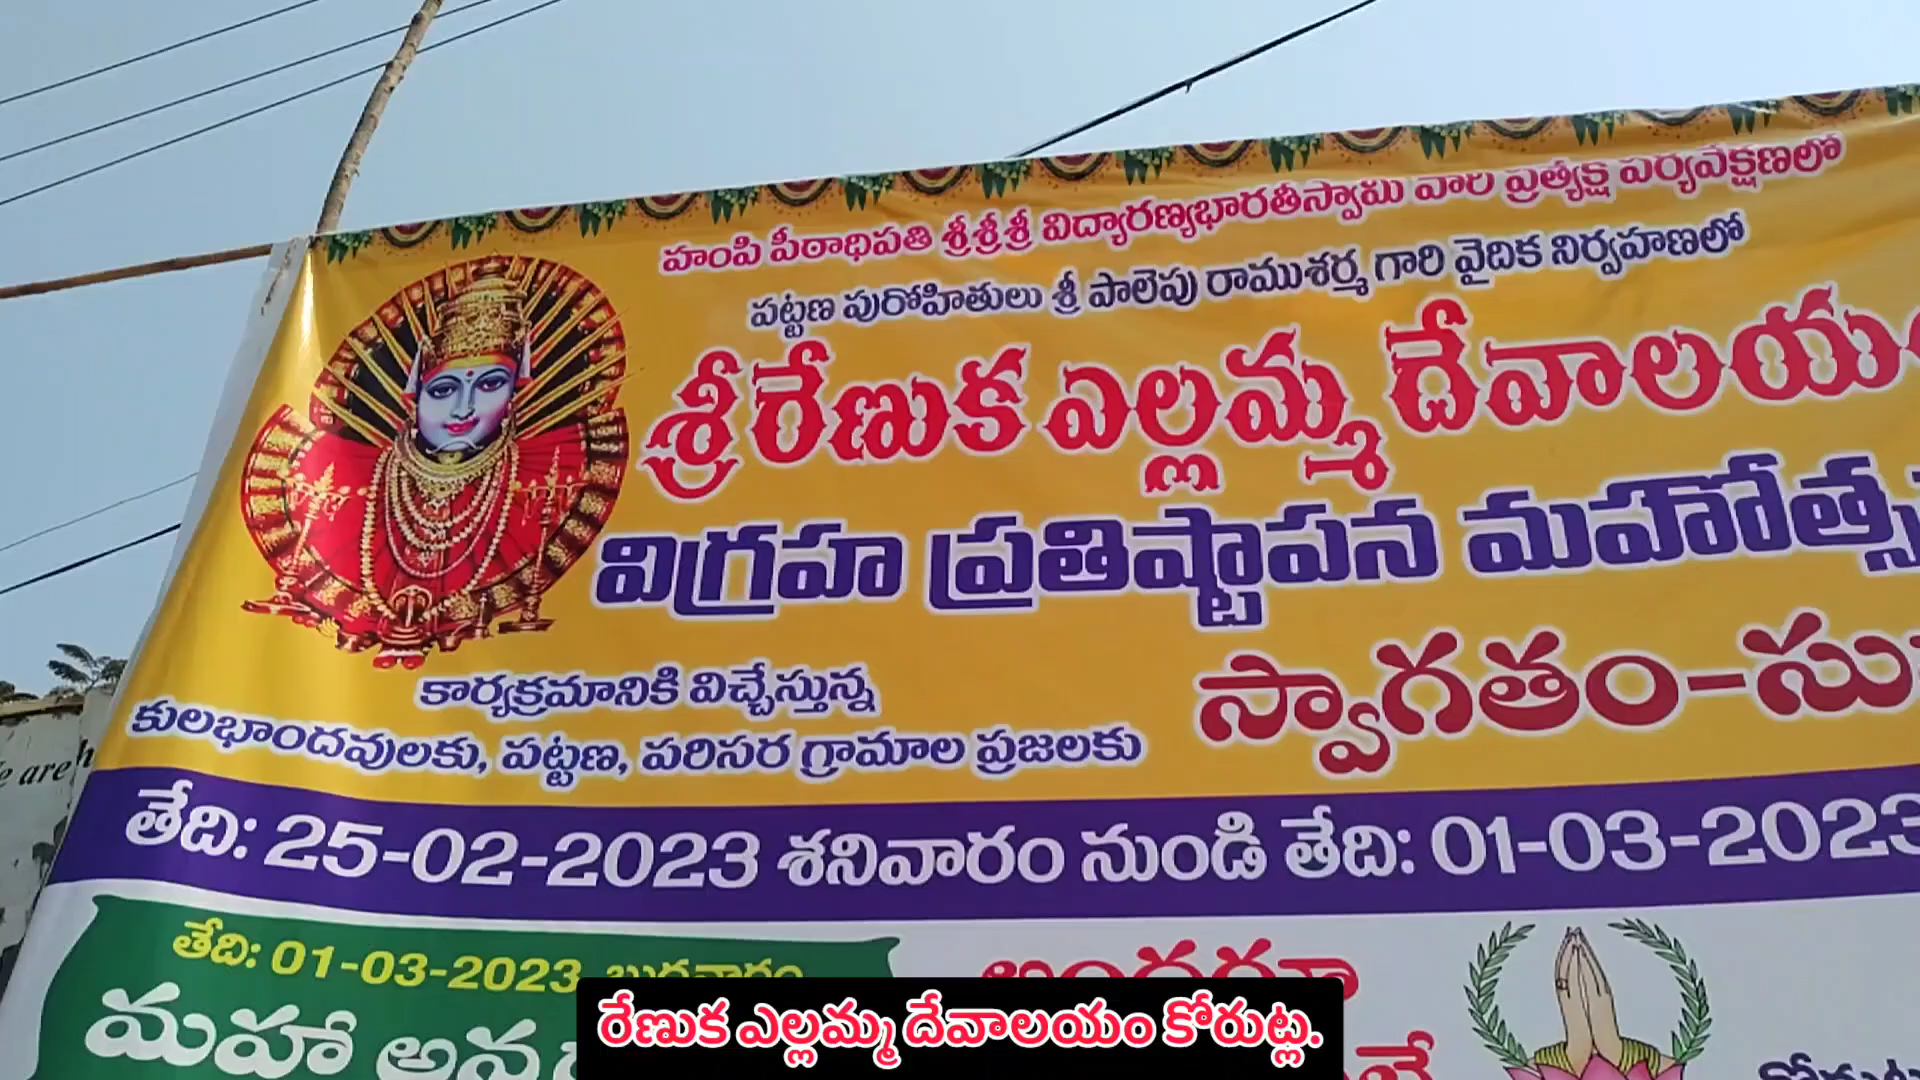 హంపి పీఠాధిపతి శ్రీశ్రీశ్రీ విద్యారణ్యభారతీస్వామి వారి ప్రత్యక్ష పర్యవేక్షణలో
పట్టణ పురోహితులు శ్రీ పాలెపు రాముశర్మ గారి వైదిక నిర్వహణలో
శ్రీ రేణుక ఎల్లమ్మ దేవాలయం
విగ్రహ ప్రతిష్టాపన
కార్యక్రమానికి విచ్చేస్తున్న
కులభాందవులకు, పట్టణ, పరిసర గ్రామాల ప్రజలకు
స్వాగతం-
తేది: 25-02-2023 శనివారం నుండి తేది: 01-03-2023
తేది: 01-03-2023 బుధవారం
మహా
రేణుక ఎల్లమ్మ దేవాలయం కోరుట్ల.